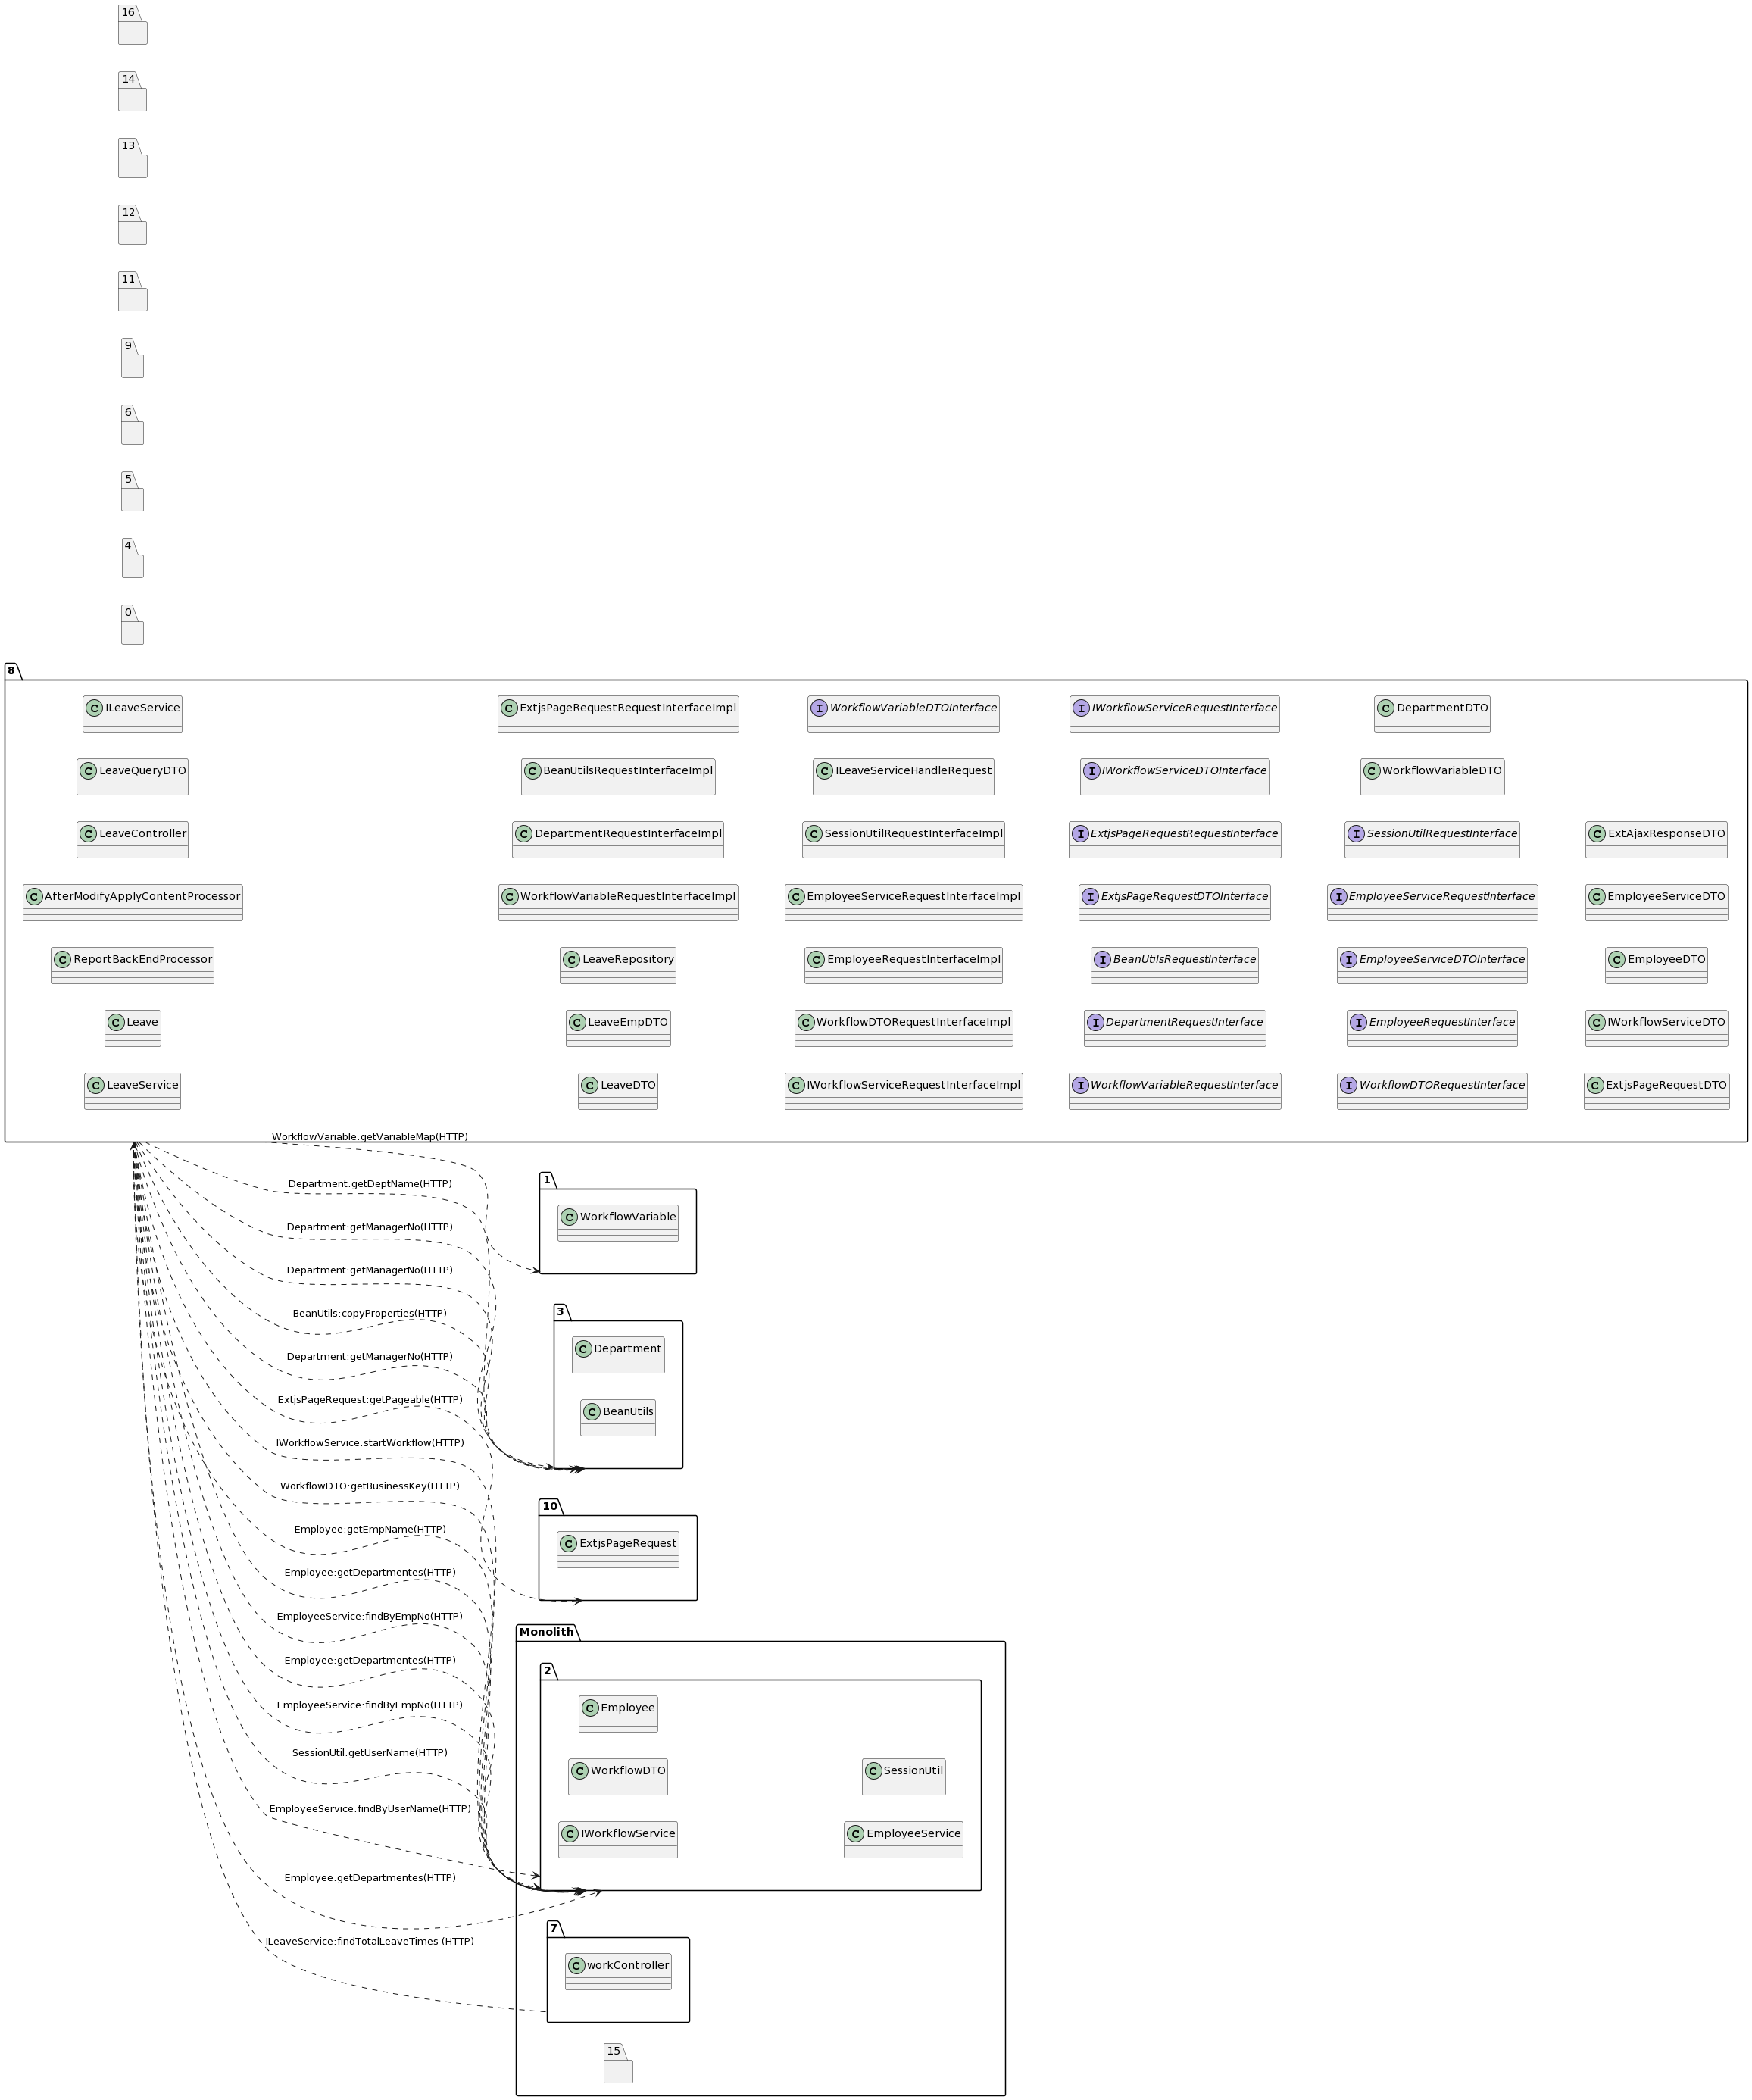 16
14
13
12
11
9
6
5
4
0
8
C ILeaveService
C ExtjsPageRequestRequestInterfaceImpl
I WorkflowVariableDTOInterface
I IWorkflowServiceRequestInterface
C DepartmentDTO
C LeaveQueryDTO
C BeanUtilsRequestInterfaceImpl
C ILeaveServiceHandleRequest
I IWorkflowServiceDTOInterface
C WorkflowVariableDTO
C LeaveController
C DepartmentRequestInterfaceImpl
C SessionUtilRequestInterfaceImpl
I ExtjsPageRequestRequestInterface
I SessionUtilRequestInterface
C ExtAjaxResponseDTO
C AfterModifyApplyContentProcessor
C WorkflowVariableRequestInterfaceImpl
C EmployeeServiceRequestInterfaceImpl
I ExtjsPageRequestDTOInterface
I EmployeeServiceRequestInterface
C EmployeeServiceDTO
C ReportBackEndProcessor
C LeaveRepository
C EmployeeRequestInterfaceImpl
I BeanUtilsRequestInterface
I EmployeeServiceDTOInterface
C EmployeeDTO
C Leave
C LeaveEmpDTO
C WorkflowDTORequestInterfaceImpl
I DepartmentRequestInterface
I EmployeeRequestInterface
C IWorkflowServiceDTO
C LeaveService
C LeaveDTO
C IWorkflowServiceRequestInterfaceImpl
I WorkflowVariableRequestInterface
I WorkflowDTORequestInterface
C ExtjsPageRequestDTO
WorkflowVariable:getVariableMap(HTTP)
1
Department:getDeptName(HTTP)
C WorkflowVariable
Department:getManagerNo(HTTP)
Department:getManagerNo(HTTP)
3
BeanUtils:copyProperties(HTTP)
C Department
Department:getManagerNo(HTTP)
ExtjsPageRequest:getPageable(HTTP)
C BeanUtils
IWorkflowService:startWorkflow(HTTP)
WorkflowDTO:getBusinessKey(HTTP)
10
Employee:getEmpName(HTTP)
C ExtjsPageRequest
Employee:getDepartmentes(HTTP)
EmployeeService:findByEmpNo(HTTP)
Monolith
Employee:getDepartmentes(HTTP)
2
EmployeeService:findByEmpNo(HTTP)
C Employee
SessionUtil:getUserName(HTTP)
C WorkflowDTO
C SessionUtil
EmployeeService:findByUserName(HTTP)
C IWorkflowService
C EmployeeService
Employee:getDepartmentes(HTTP)
7
ILeaveService:findTotalLeaveTimes (HTTP)
C workController
15